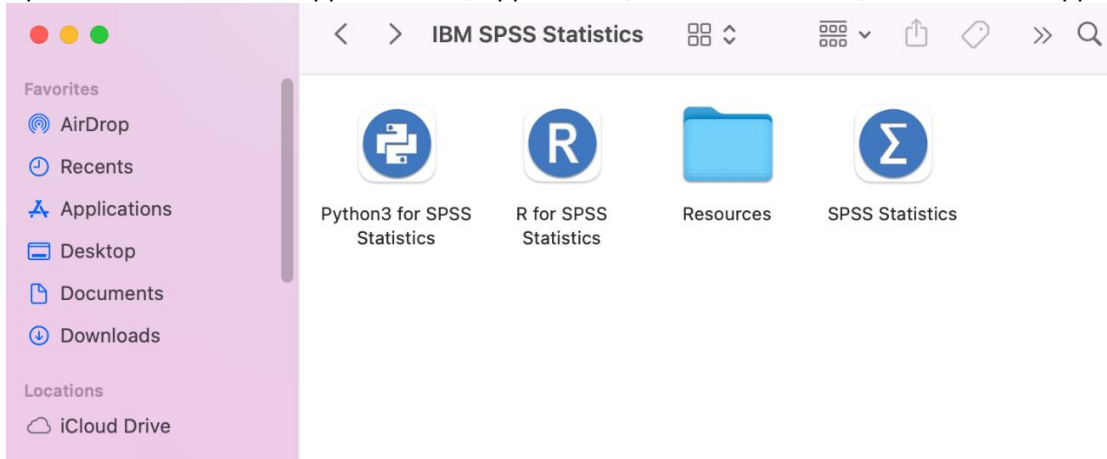 IBM SPSS Statistics
Favorites
AirDrop
Recents
Applications
Desktop
Documents
Downloads
Locations
iCloud Drive
Python3 for SPSS
Statistics
R for SPSS
Statistics
Resources
SPSS Statistics